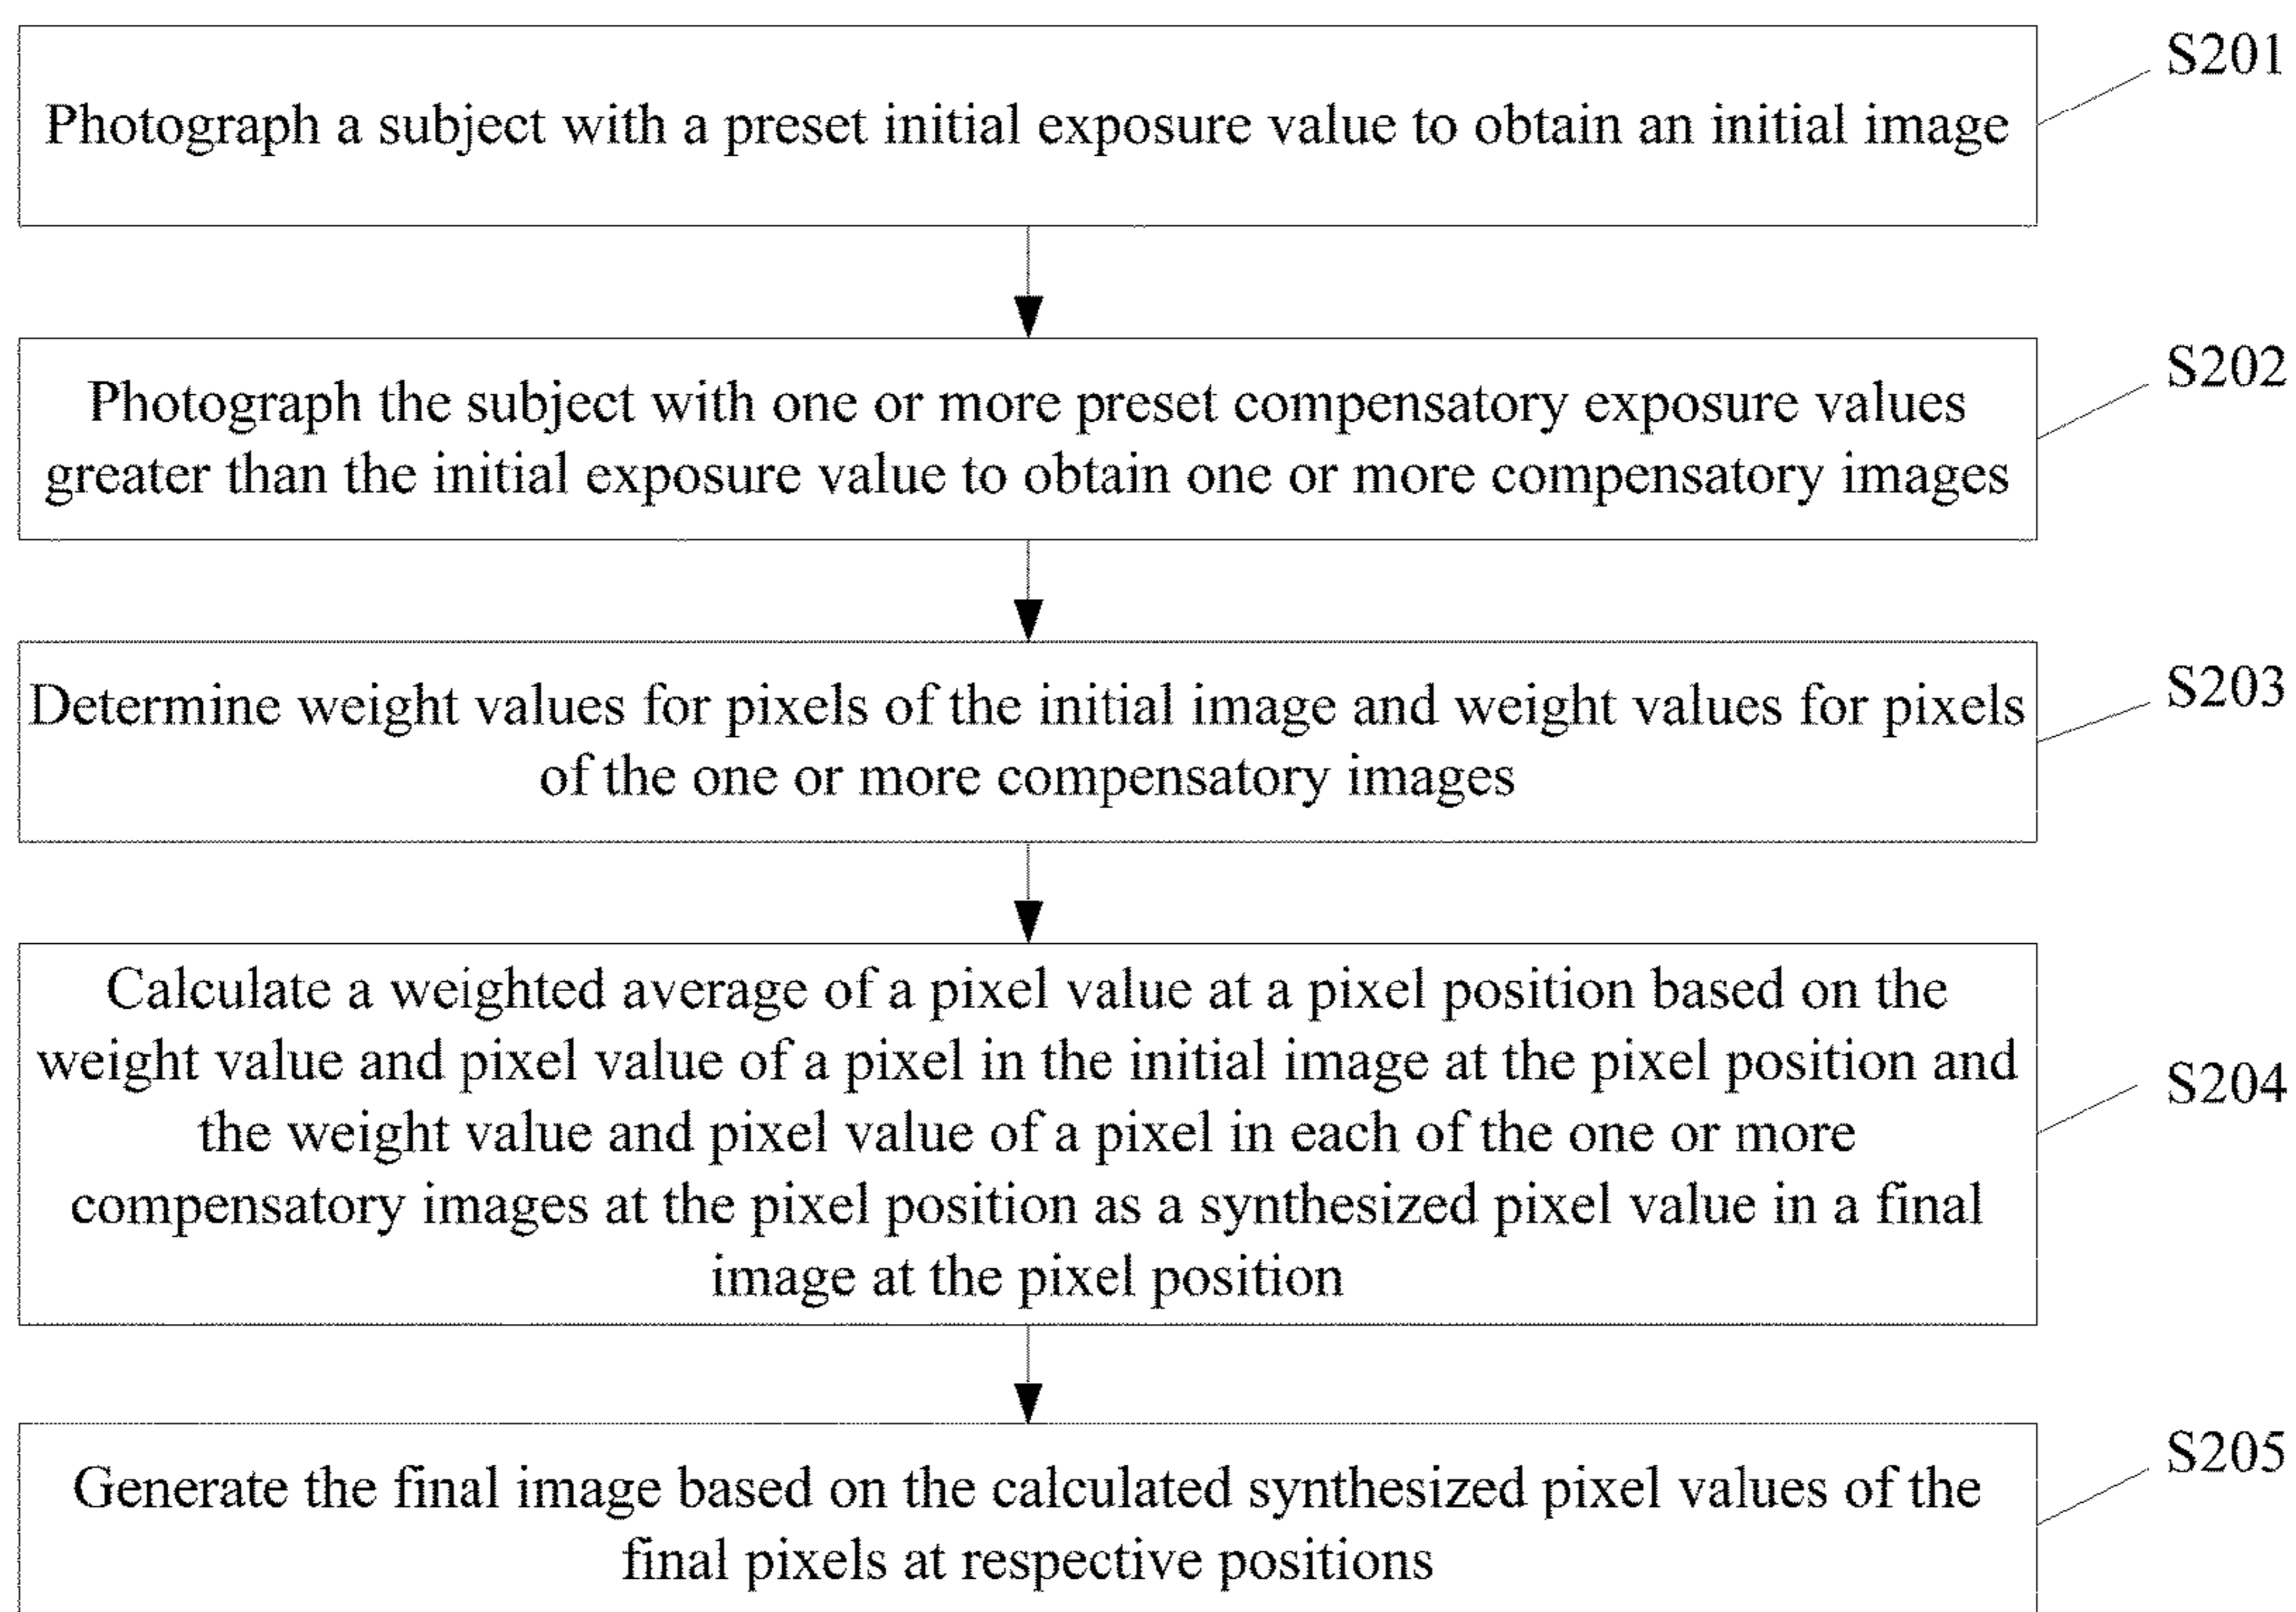 S201
Photograph a subject with a preset initial exposure value to obtain an initial image
S202
Photograph the subject with one or more preset compensatory exposure values
greater than the initial exposure value to obtain one or more compensatory images
S203
Determine weight values for pixels of the initial image and weight values for pixels
of the one or more compensatory images
Calculate a weighted average of a pixel value at a pixel position based on the
weight value and pixel value of a pixel in the initial image at the pixel position and
S204
the weight value and pixel value of a pixel in each of the one or more
compensatory images at the pixel position as a synthesized pixel value in a final
image at the pixel position
S205
Generate the final image based on the calculated synthesized pixel values of the
final pixels at respective positions